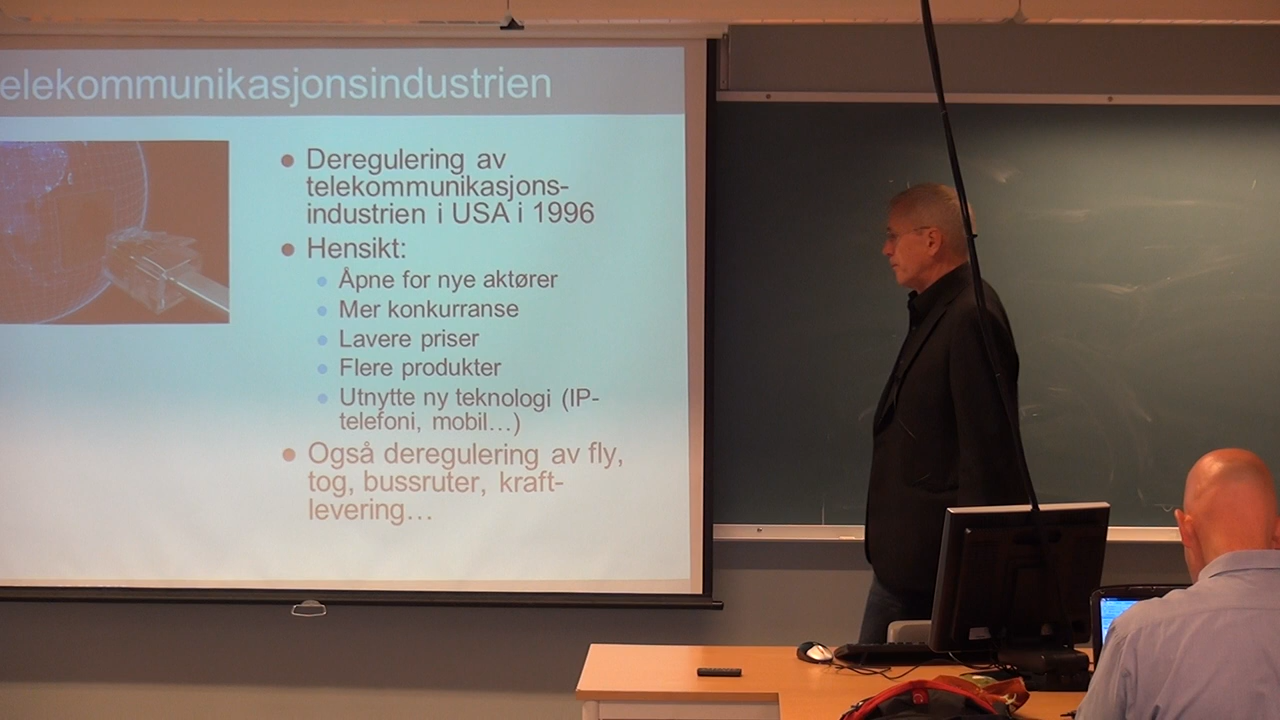 elekommunikasjonsindustrien
Deregulering av
telekommunikasjons-
industrien i USA i 1996
Hensikt:
Åpne for nye aktører
Mer konkurranse
Lavere priser
Flere produkter
Utnytte ny teknologi (IP-
telefoni, mobil…)
Også deregulering av fly,
tog, bussruter, kraft-
levering…